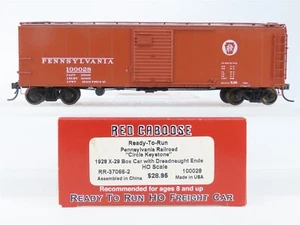 PENNSYLVANIA
100028
RED CABOOSE
Ready-To-Run
Pennsylvania Railroad
"Circle Keystone"
1928 X-29 Box Car with Dreadnaught Ends
HO Scale
RR-37066-2 100028
Assembled in China $28.95 Made in USA
Recommended for ages 8 and up
READY TO RUN HO FREIGHT CAR